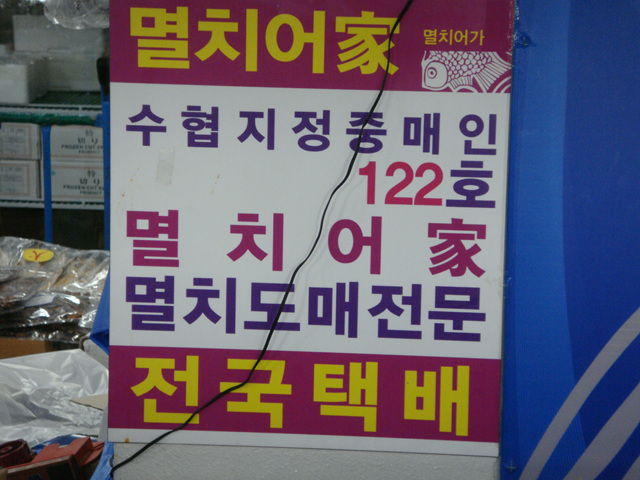 멸치어家 멸치어가
수협지정중매인
122호
멸치어家
멸치도매전문
전국택배